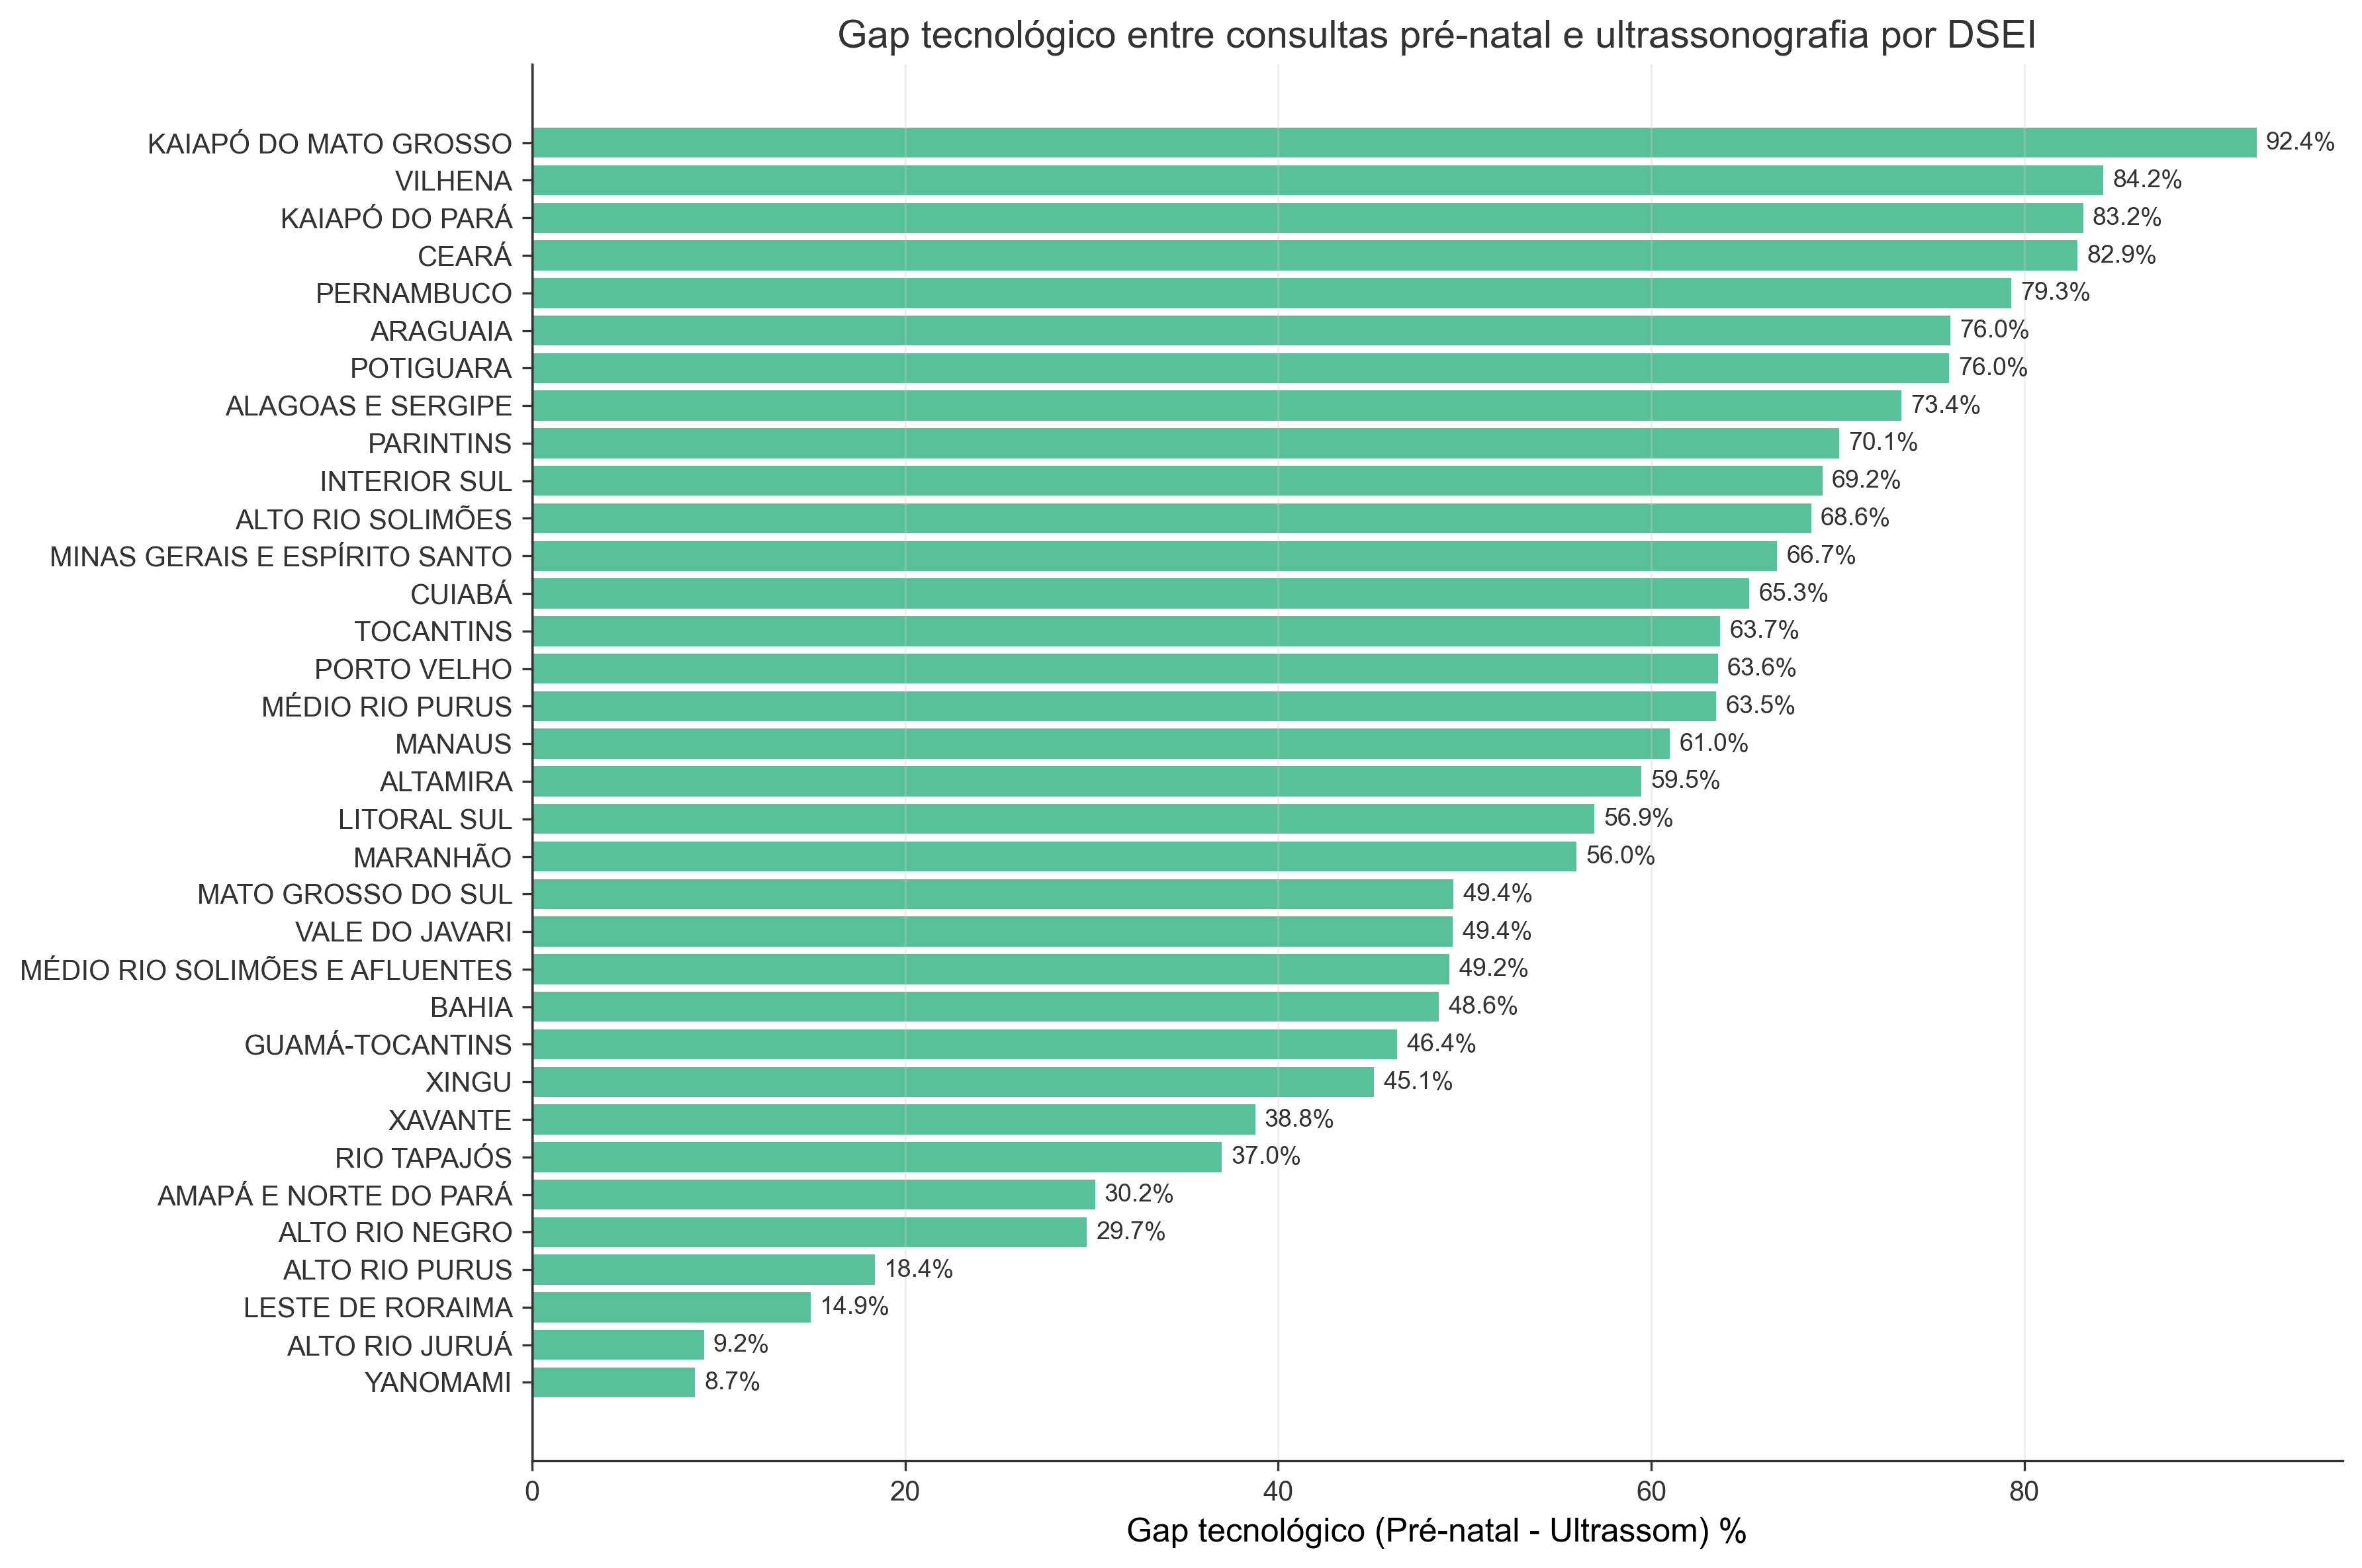 Gap tecnológico entre consultas pré-natal e ultrassonografia por DSEI
KAIAPÓ DO MATO GROSSO 92.4%
VILHENA 84.2%
KAIAPÓ DO PARÁ 83.2%
CEARÁ 82.9%
PERNAMBUCO 79.3%
ARAGUAIA 76.0%
POTIGUARA 76.0%
ALAGOAS E SERGIPE 73.4%
PARINTINS 70.1%
INTERIOR SUL 69.2%
ALTO RIO SOLIMÕES 68.6%
MINAS GERAIS E ESPÍRITO SANTO 66.7%
CUIABÁ 65.3%
TOCANTINS 63.7%
PORTO VELHO 63.6%
MÉDIO RIO PURUS 63.5%
MANAUS 61.0%
ALTAMIRA 59.5%
LITORAL SUL 56.9%
MARANHÃO 56.0%
MATO GROSSO DO SUL 49.4%
VALE DO JAVARI 49.4%
MÉDIO RIO SOLIMÕES E AFLUENTES 49.2%
BAHIA 48.6%
GUAMÁ-TOCANTINS 46.4%
XINGU 45.1%
XAVANTE 38.8%
RIO TAPAJÓS 37.0%
AMAPÁ E NORTE DO PARÁ 30.2%
ALTO RIO NEGRO 29.7%
ALTO RIO PURUS 18.4%
LESTE DE RORAIMA 14.9%
ALTO RIO JURUÁ 9.2%
YANOMAMI 8.7%
0 20 40 60 80
Gap tecnológico (Pré-natal - Ultrassom) %